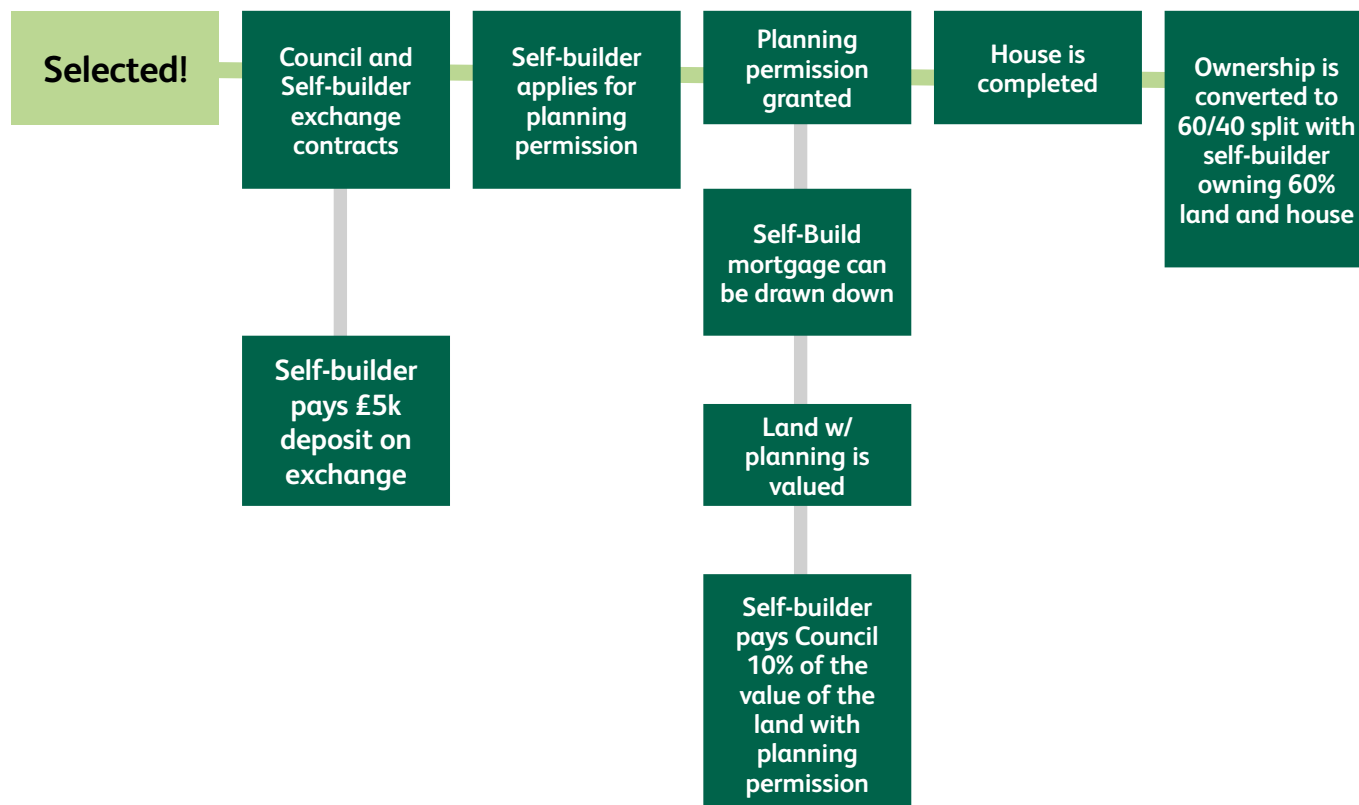 Selected!
Council and
Self-builder
exchange
contracts
Self-builder
applies for
planning
permission
Planning
permission
granted
House is
completed
Ownership is
converted to
60/40 split with
self-builder
owning 60%
land and house
Self-builder
pays £5k
deposit on
exchange
Self-Build
mortgage can
be drawn down
Land w/
planning is
valued
Self-builder
pays Council
10% of the
value of the
land with
planning
permission